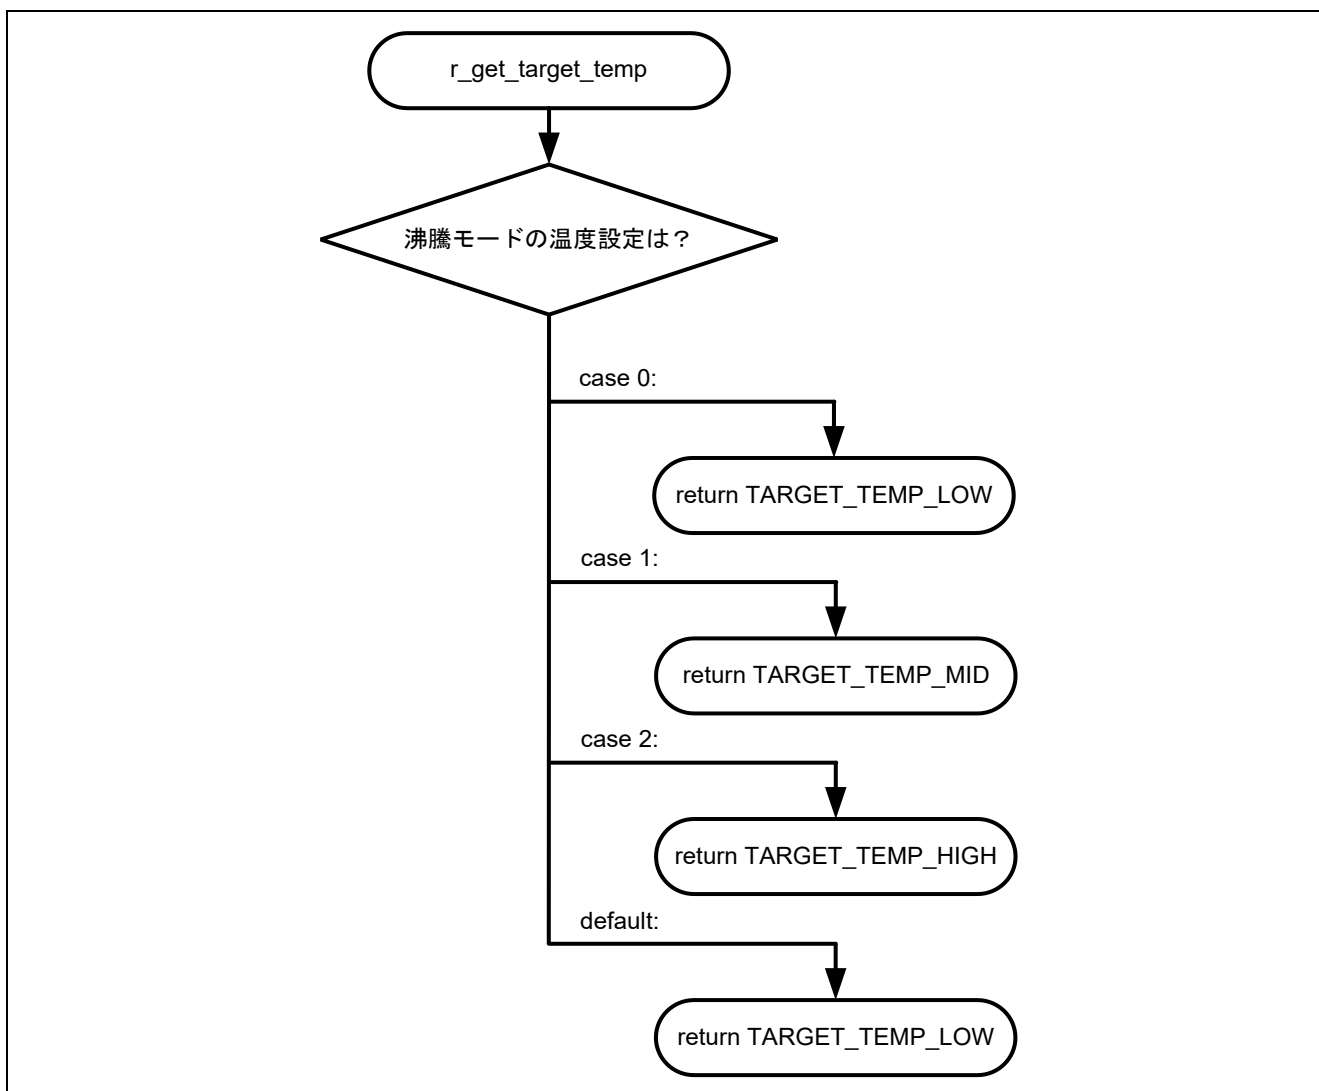 r_get_target_temp
沸騰モードの温度設定は？
case 0:
return TARGET_TEMP_LOW
case 1:
return TARGET_TEMP_MID
case 2:
return TARGET_TEMP_HIGH
default:
return TARGET_TEMP_LOW